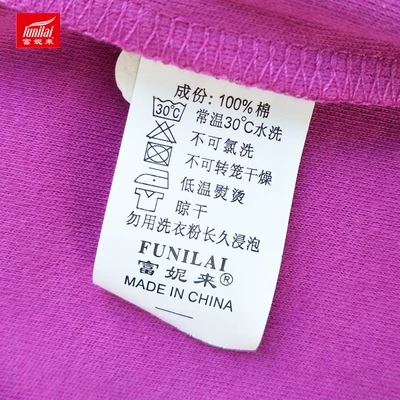 funilai
富妮来
成份:100%棉
30℃ 常温30℃水洗
不可氯洗
不可转笼干燥
低温熨烫
晾干
勿用洗衣粉长久浸泡
FUNILAI
富妮来®
MADE IN CHINA